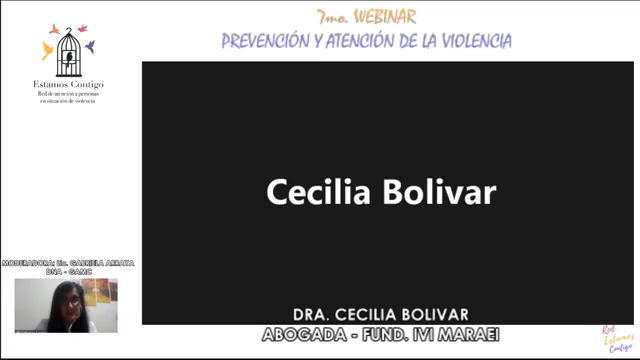 7mo. WEBINAR
PREVENCIÓN Y ATENCIÓN DE LA VIOLENCIA
Estamos Contigo
Red de atención a personas
en situación de violencia
Cecilia Bolivar
MODERADORA: Lic. GABRIELA ARRAYA
DNA - GAMC
DRA. CECILIA BOLIVAR
ABOGADA - FUND. IVI MARAEI
Red
Estamos
Contigo